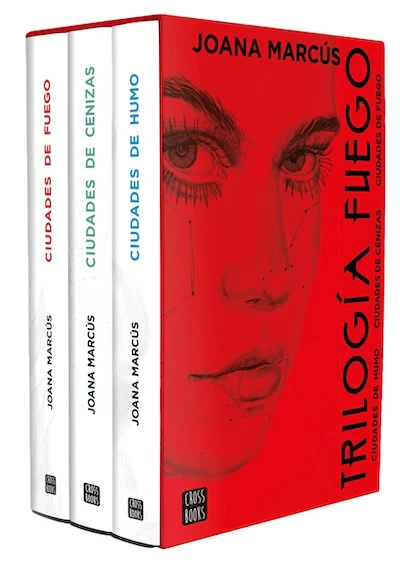 CIUDADES DE FUEGO
JOANA MARCÚS
CROSS
BOOKS
CIUDADES DE CENIZAS
JOANA MARCÚS
CROSS
BOOKS
CIUDADES DE HUMO
JOANA MARCÚS
CROSS
BOOKS
JOANA MARCÚS
TRILOGÍA FUEGO
CIUDADES DE HUMO
CIUDADES DE CENIZAS
CIUDADES DE FUEGO
CROSS
BOOKS